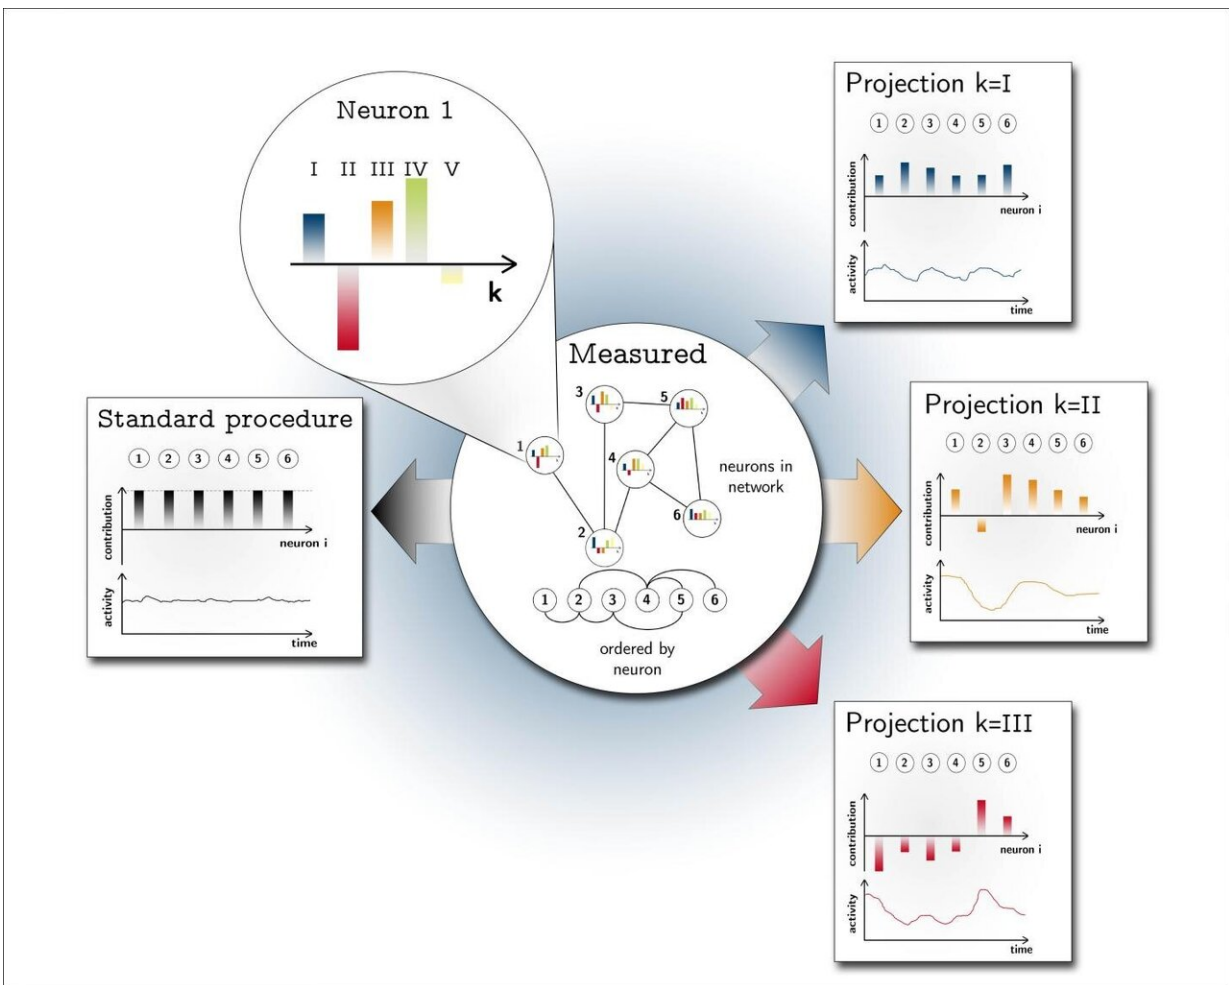 Neuron 1
I II III IV V
k
Measured
3
5
1
4
neurons in
network
6
2
1 2 3 4 5 6
ordered by
neuron
Standard procedure
1 2 3 4 5 6
contribution
neuron i
activity
time
Projection k=I
1 2 3 4 5 6
contribution
neuron i
activity
time
Projection k=II
1 2 3 4 5 6
contribution
neuron i
activity
time
Projection k=III
1 2 3 4 5 6
contribution
neuron i
activity
time